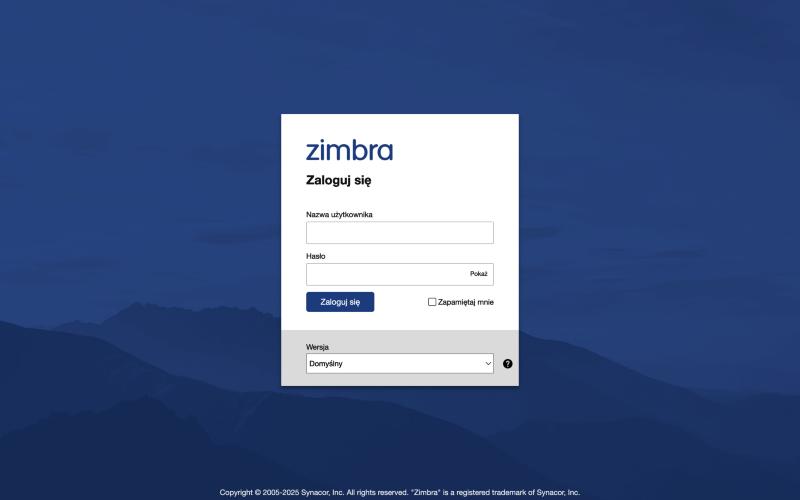 zimbra
Zaloguj się
Nazwa użytkownika
Hasło
Pokaż
Zaloguj się
Zapamiętaj mnie
Wersja
Domyślny
?
Copyright © 2005-2025 Synacor, Inc. All rights reserved. "Zimbra" is a registered trademark of Synacor, Inc.